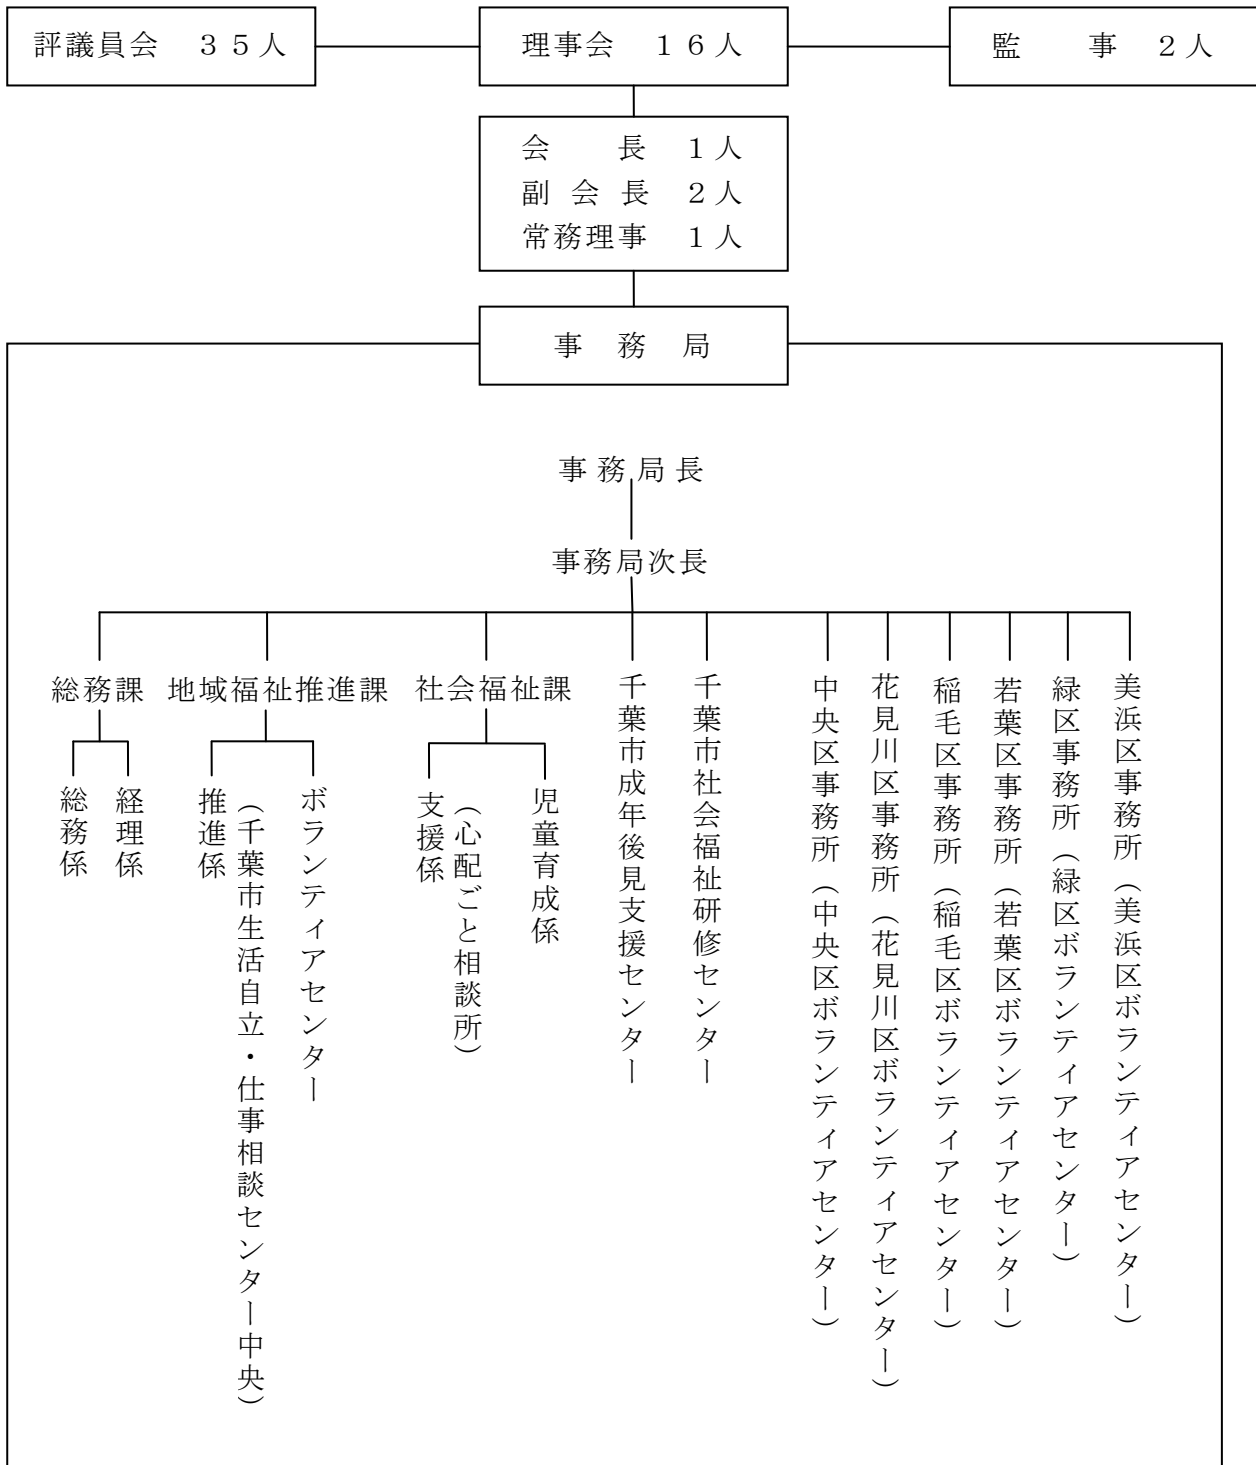 評議員会　３５人
理事会　１６人
監　　事　２人
会　　長　１人
副 会 長　２人
常務理事　１人
事　務　局
事務局長
事務局次長
総務課
地域福祉推進課
社会福祉課
千葉市成年後見支援センター
千葉市社会福祉研修センター
中央区事務所（中央区ボランティアセンター）
花見川区事務所（花見川区ボランティアセンター）
稲毛区事務所（稲毛区ボランティアセンター）
若葉区事務所（若葉区ボランティアセンター）
緑区事務所（緑区ボランティアセンター）
美浜区事務所（美浜区ボランティアセンター）
総務係
経理係
推進係
（千葉市生活自立・仕事相談センター中央）
ボランティアセンター
支援係
（心配ごと相談所）
児童育成係